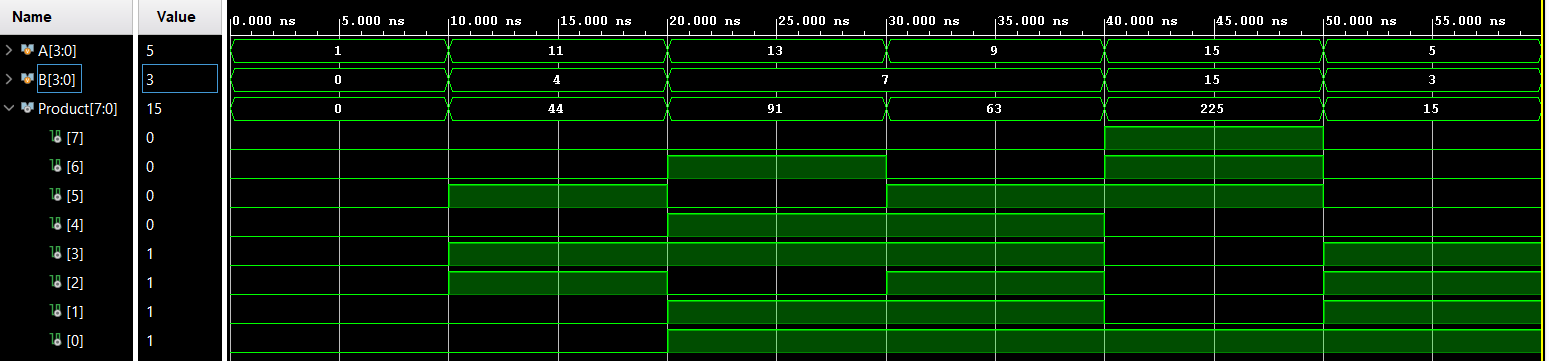 Name Value 0.000 ns 5.000 ns 10.000 ns 15.000 ns 20.000 ns 25.000 ns 30.000 ns 35.000 ns 40.000 ns 45.000 ns 50.000 ns 55.000 ns
A[3:0] 5 1 11 13 9 15 5
B[3:0] 3 0 4 7 15 3
Product[7:0] 15 0 44 91 63 225 15
[7] 0
[6] 0
[5] 0
[4] 0
[3] 1
[2] 1
[1] 1
[0] 1